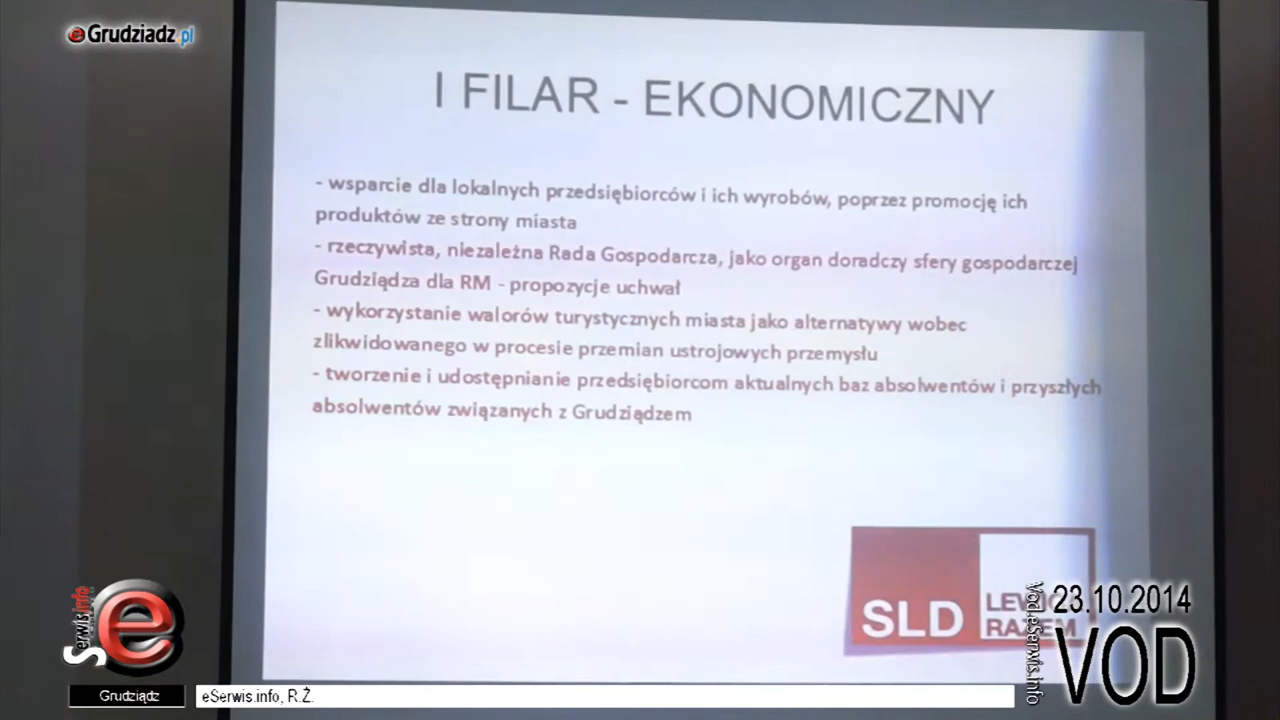 eGrudziadz.pl
I FILAR - EKONOMICZNY
- wsparcie dla lokalnych przedsiębiorców i ich wyrobów, poprzez promocję ich
produktów ze strony miasta
- rzeczywista, niezależna Rada Gospodarcza, jako organ doradczy sfery gospodarczej
Grudziądza dla RM - propozycje uchwał
- wykorzystanie walorów turystycznych miasta jako alternatywy wobec
zlikwidowanego w procesie przemian ustrojowych przemysłu
- tworzenie i udostępnianie przedsiębiorcom aktualnych baz absolwentów i przyszłych
absolwentów związanych z Grudziądzem
SLD
RAZEM
23.10.2014
VOD
Vod.eSerwis.info
Serwis.info
e
Grudziądz
eSerwis.info, R.Ż.